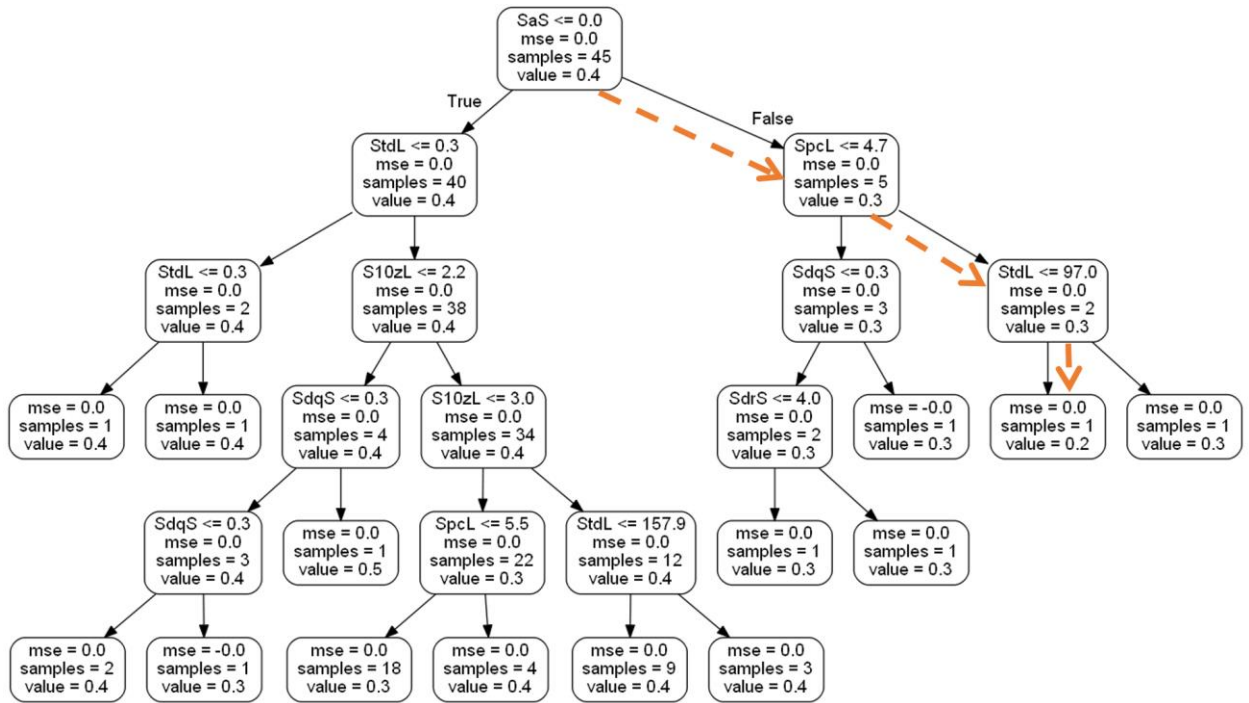 SaS <= 0.0
mse = 0.0
samples = 45
value = 0.4
True
False
StdL <= 0.3
mse = 0.0
samples = 40
value = 0.4
SpcL <= 4.7
mse = 0.0
samples = 5
value = 0.3
StdL <= 0.3
mse = 0.0
samples = 2
value = 0.4
S10zL <= 2.2
mse = 0.0
samples = 38
value = 0.4
SdqS <= 0.3
mse = 0.0
samples = 3
value = 0.3
StdL <= 97.0
mse = 0.0
samples = 2
value = 0.3
mse = 0.0
samples = 1
value = 0.4
mse = 0.0
samples = 1
value = 0.4
SdqS <= 0.3
mse = 0.0
samples = 4
value = 0.4
S10zL <= 3.0
mse = 0.0
samples = 34
value = 0.4
SdrS <= 4.0
mse = 0.0
samples = 2
value = 0.3
mse = -0.0
samples = 1
value = 0.3
mse = 0.0
samples = 1
value = 0.2
mse = 0.0
samples = 1
value = 0.3
SdqS <= 0.3
mse = 0.0
samples = 3
value = 0.4
mse = 0.0
samples = 1
value = 0.5
SpcL <= 5.5
mse = 0.0
samples = 22
value = 0.3
StdL <= 157.9
mse = 0.0
samples = 12
value = 0.4
mse = 0.0
samples = 1
value = 0.3
mse = 0.0
samples = 1
value = 0.3
mse = 0.0
samples = 2
value = 0.4
mse = -0.0
samples = 1
value = 0.3
mse = 0.0
samples = 18
value = 0.3
mse = 0.0
samples = 4
value = 0.4
mse = 0.0
samples = 9
value = 0.4
mse = 0.0
samples = 3
value = 0.4